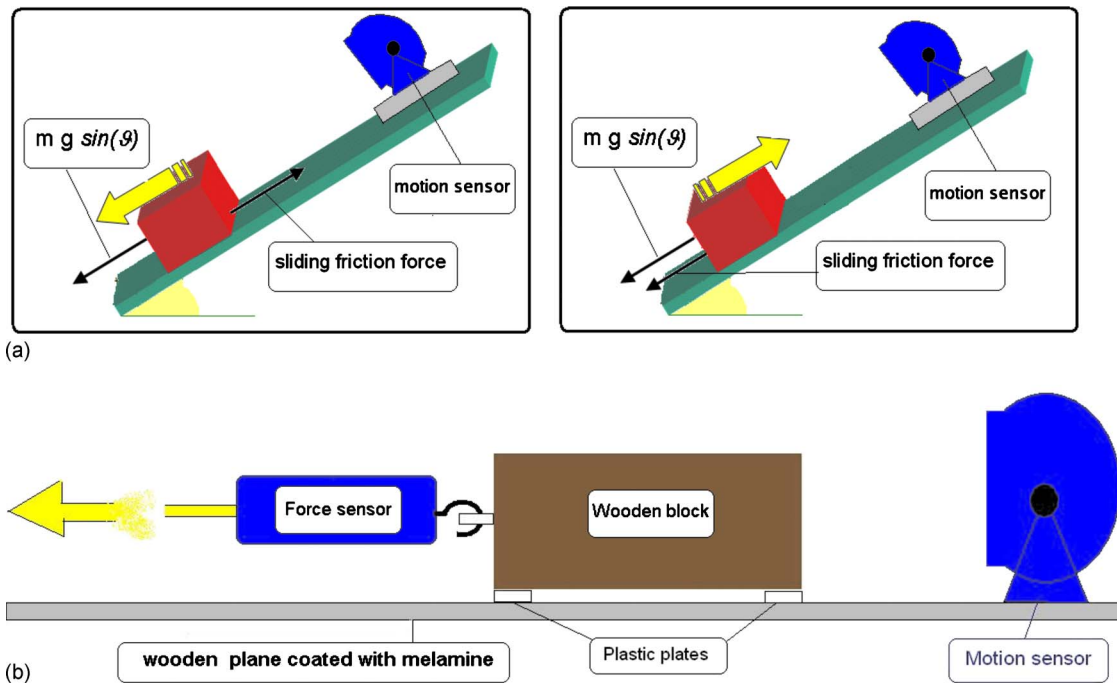 m g sin(ϑ)
motion sensor
sliding friction force
m g sin(ϑ)
motion sensor
sliding friction force
(a)
Force sensor
Wooden block
wooden plane coated with melamine
Plastic plates
Motion sensor
(b)